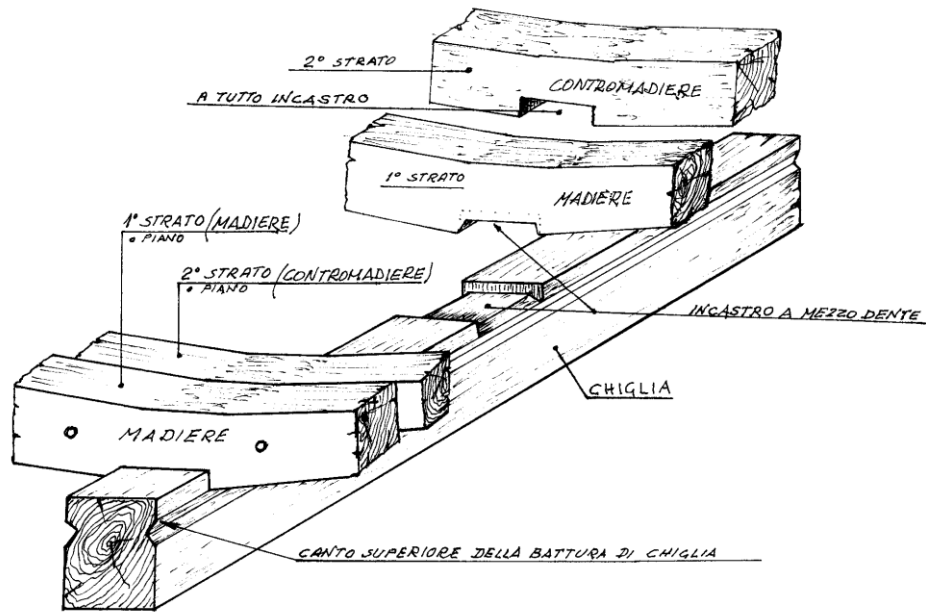 2° STRATO
CONTROMADIERE
A TUTTO INCASTRO
1° STRATO
MADIERE
1° STRATO (MADIERE)
• PIANO
2° STRATO (CONTROMADIERE)
• PIANO
INCASTRO A MEZZO DENTE
CHIGLIA
MADIERE
CANTO SUPERIORE DELLA BATTURA DI CHIGLIA